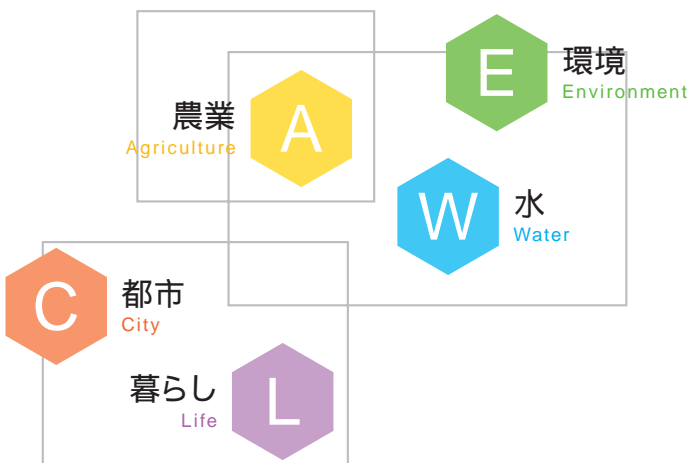 E
環境
Environment
A
農業
Agriculture
W
水
Water
C
都市
City
L
暮らし
Life